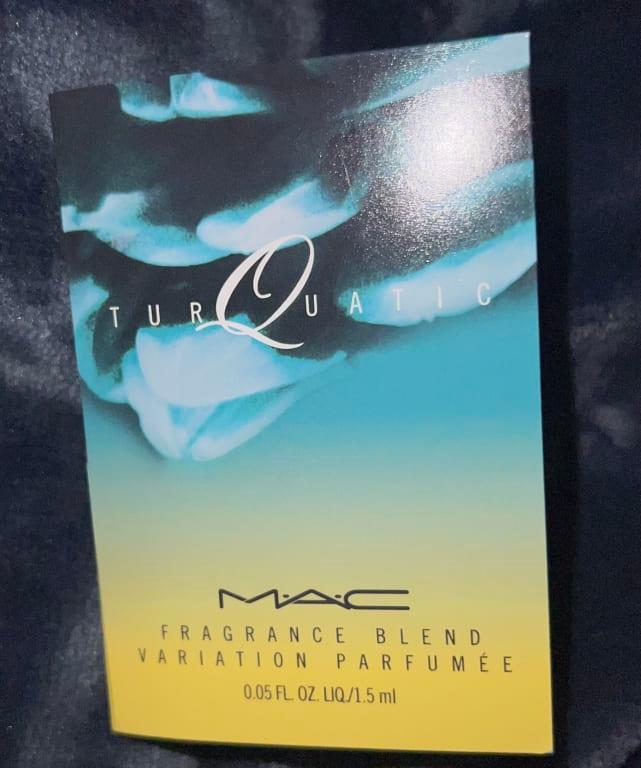 TURQUATIC
M·A·C
FRAGRANCE BLEND
VARIATION PARFUMÉE
0.05 FL. OZ. LIQ./1.5 ml